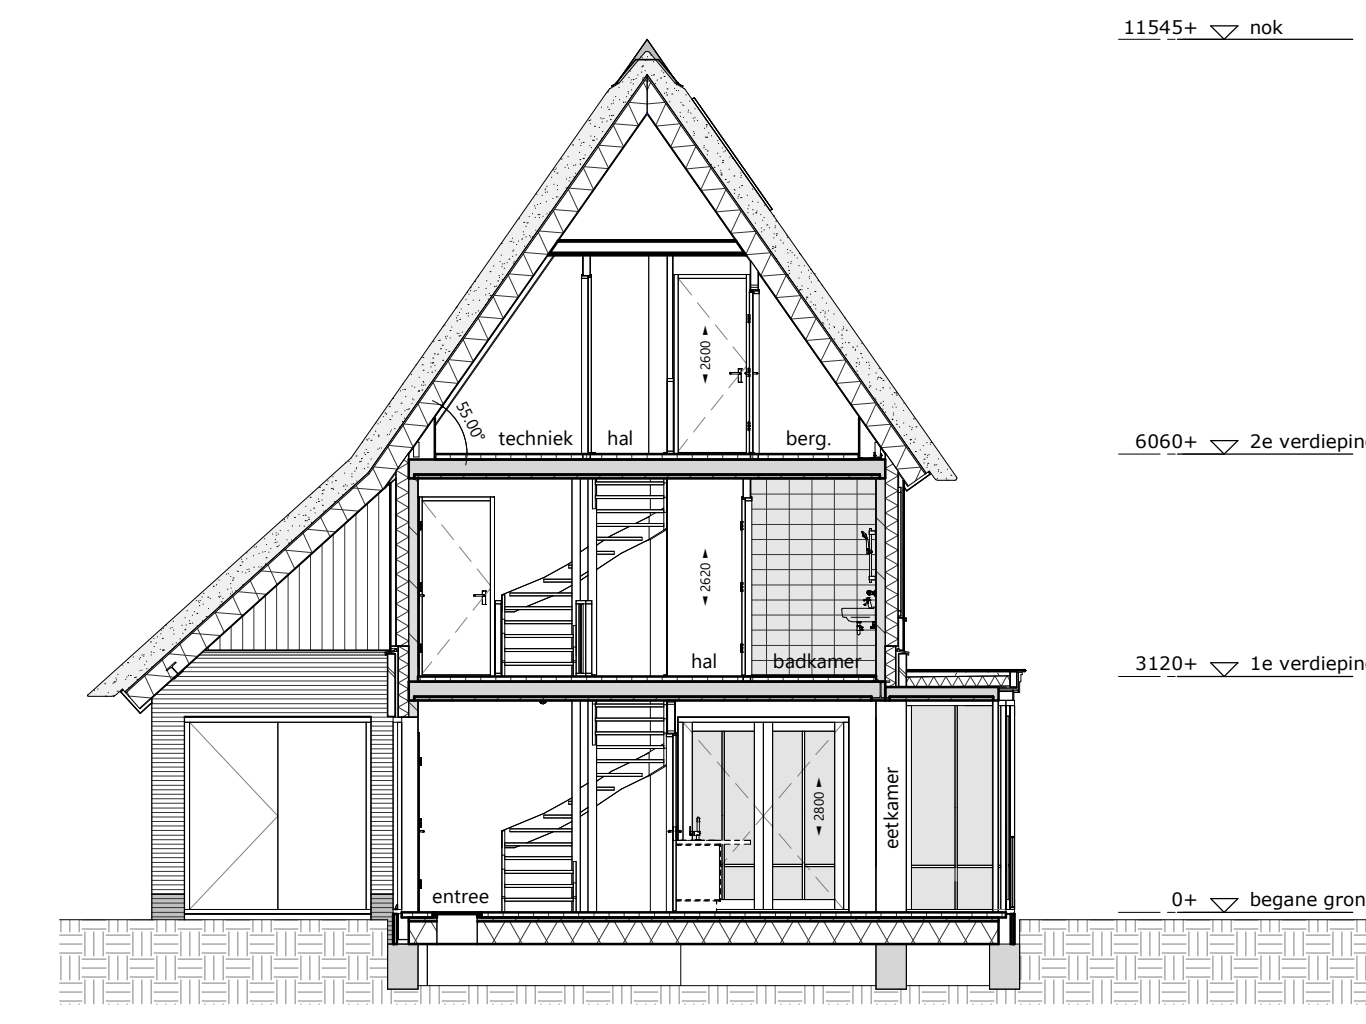 11545+ nok
2600
55.00°
techniek hal berg.
6060+ 2e verdieping
2620
hal badkamer
3120+ 1e verdieping
2800
eetkamer
entree
0+ begane gron